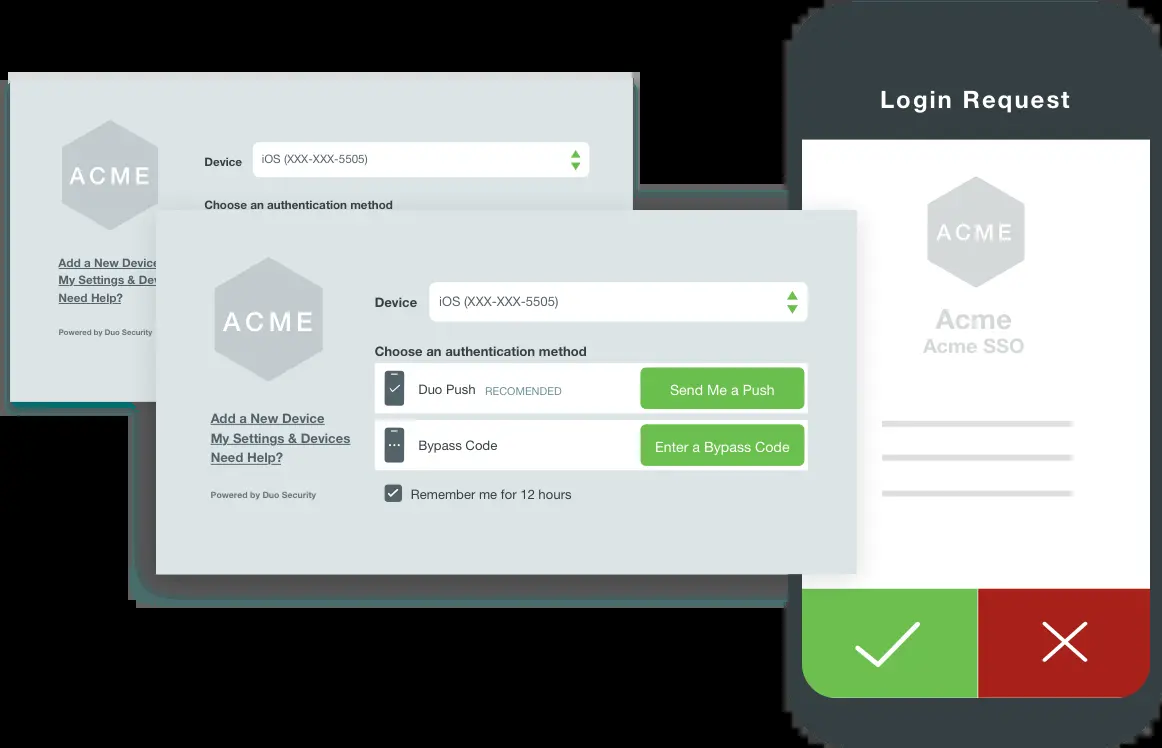 ACME
Device
iOS (XXX-XXX-5505)
Choose an authentication method
Add a New Device
My Settings & Dev
Need Help?
Powered by Duo Security
ACME
Add a New Device
My Settings & Devices
Need Help?
Powered by Duo Security
Device
iOS (XXX-XXX-5505)
Choose an authentication method
Duo Push RECOMENDED
Send Me a Push
Bypass Code
Enter a Bypass Code
Remember me for 12 hours
Login Request
ACME
Acme
Acme SSO